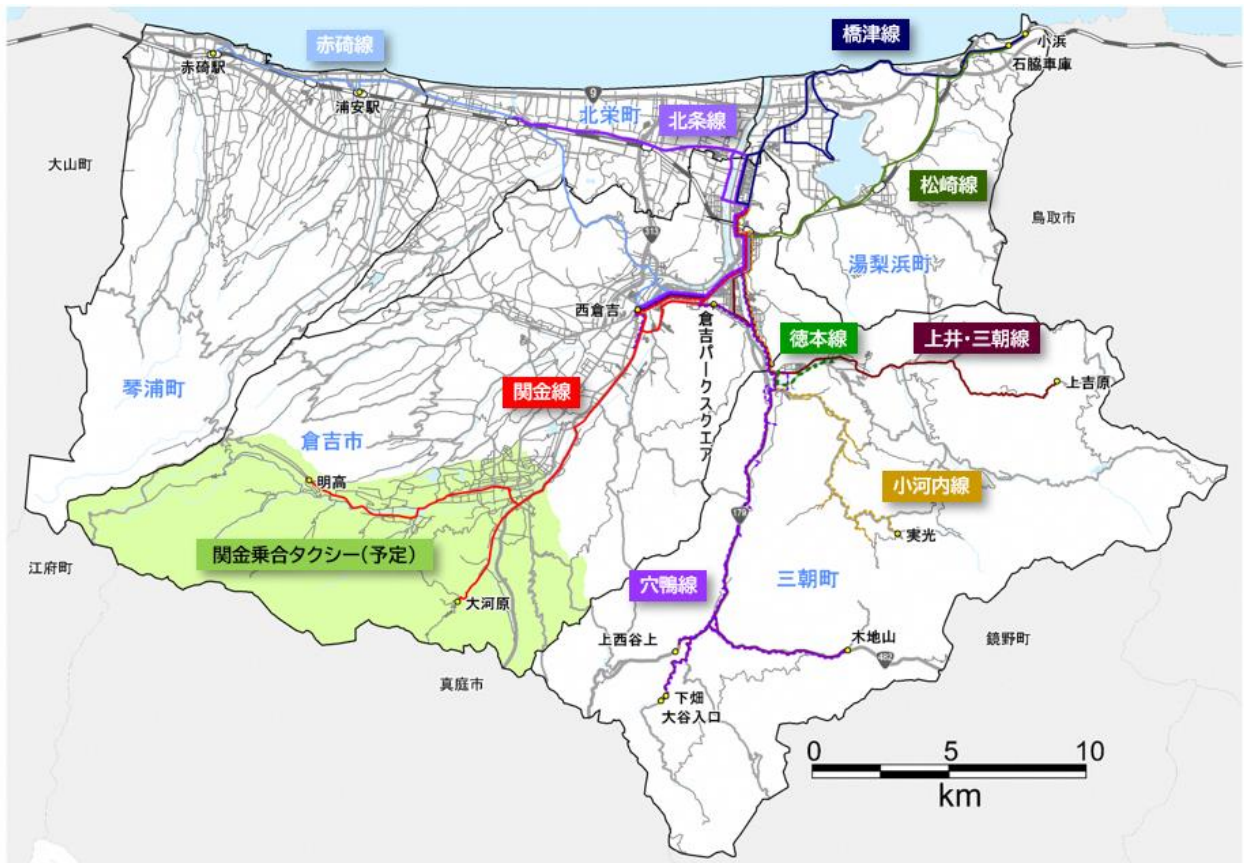 赤碕線
橋津線
小浜
石脇車庫
赤碕駅
浦安駅
9
北栄町
北条線
大山町
松崎線
鳥取市
313
湯梨浜町
西倉吉
倉吉パークスクエア
徳本線
上井・三朝線
上吉原
琴浦町
関金線
倉吉市
明高
小河内線
179
実光
関金乗合タクシー(予定)
江府町
大河原
穴鴨線
三朝町
上西谷上
木地山
482
鏡野町
真庭市
下畑
大谷入口
0 5 10
km